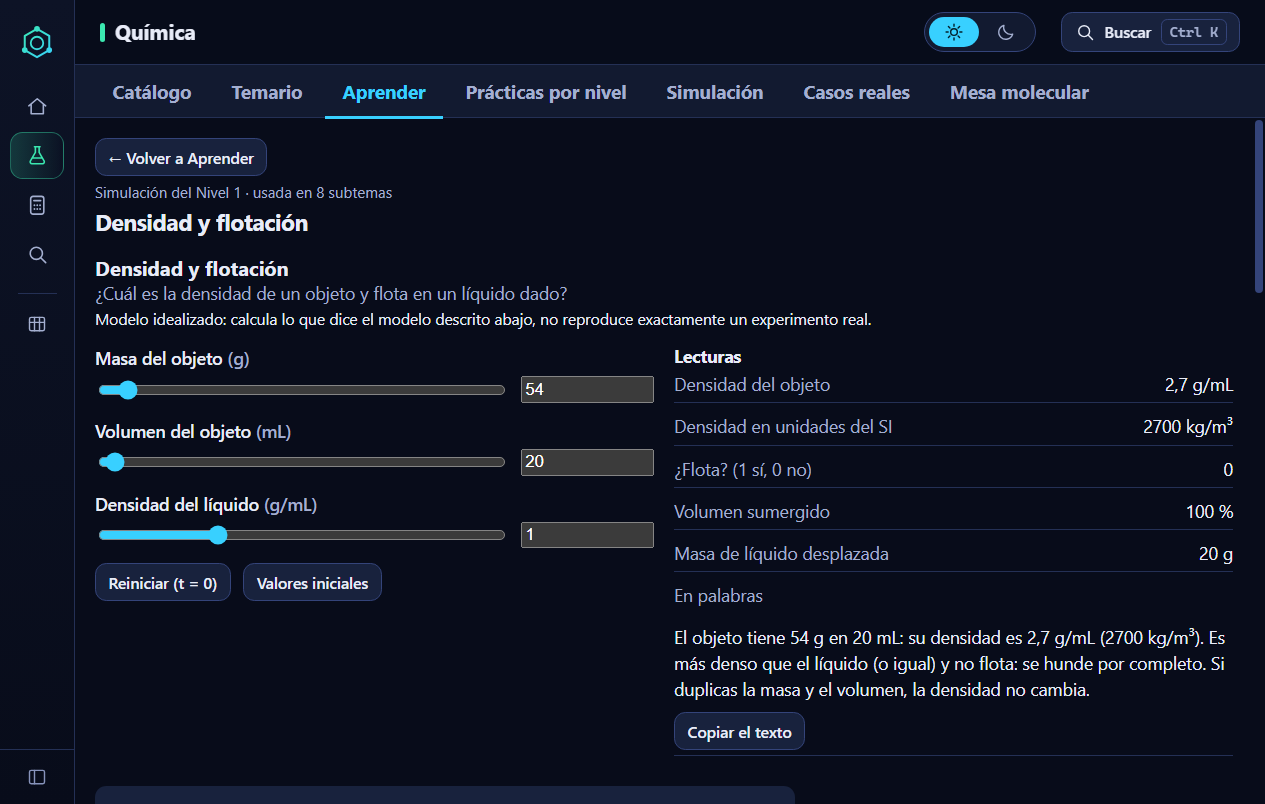 Química
Buscar Ctrl K
Catálogo Temario Aprender Prácticas por nivel Simulación Casos reales Mesa molecular
← Volver a Aprender
Simulación del Nivel 1 · usada en 8 subtemas
Densidad y flotación
Densidad y flotación
¿Cuál es la densidad de un objeto y flota en un líquido dado?
Modelo idealizado: calcula lo que dice el modelo descrito abajo, no reproduce exactamente un experimento real.
Masa del objeto (g)
54
Volumen del objeto (mL)
20
Densidad del líquido (g/mL)
1
Reiniciar (t = 0) Valores iniciales
Lecturas
Densidad del objeto 2,7 g/mL
Densidad en unidades del SI 2700 kg/m³
¿Flota? (1 sí, 0 no) 0
Volumen sumergido 100 %
Masa de líquido desplazada 20 g
En palabras
El objeto tiene 54 g en 20 mL: su densidad es 2,7 g/mL (2700 kg/m³). Es
más denso que el líquido (o igual) y no flota: se hunde por completo. Si
duplicas la masa y el volumen, la densidad no cambia.
Copiar el texto